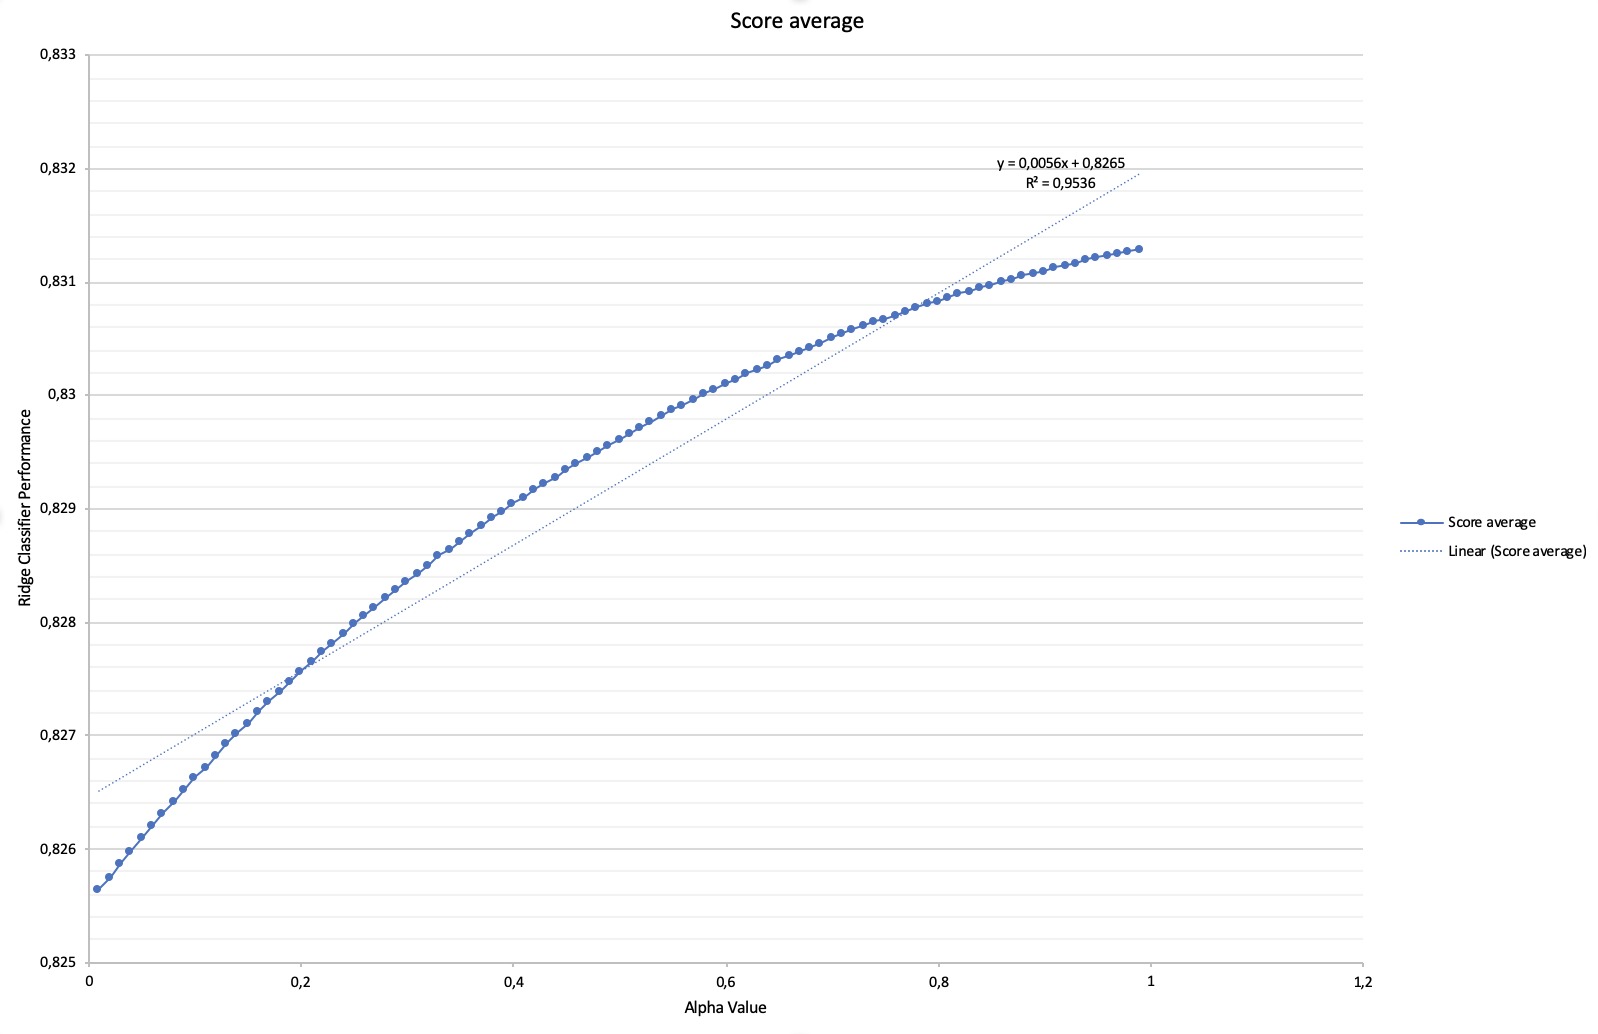 Score average
0,833
0,832
0,831
0,83
0,829
0,828
0,827
0,826
0,825
Ridge Classifier Performance
y = 0,0056x + 0,8265
R² = 0,9536
Score average
Linear (Score average)
0 0,2 0,4 0,6 0,8 1 1,2
Alpha Value